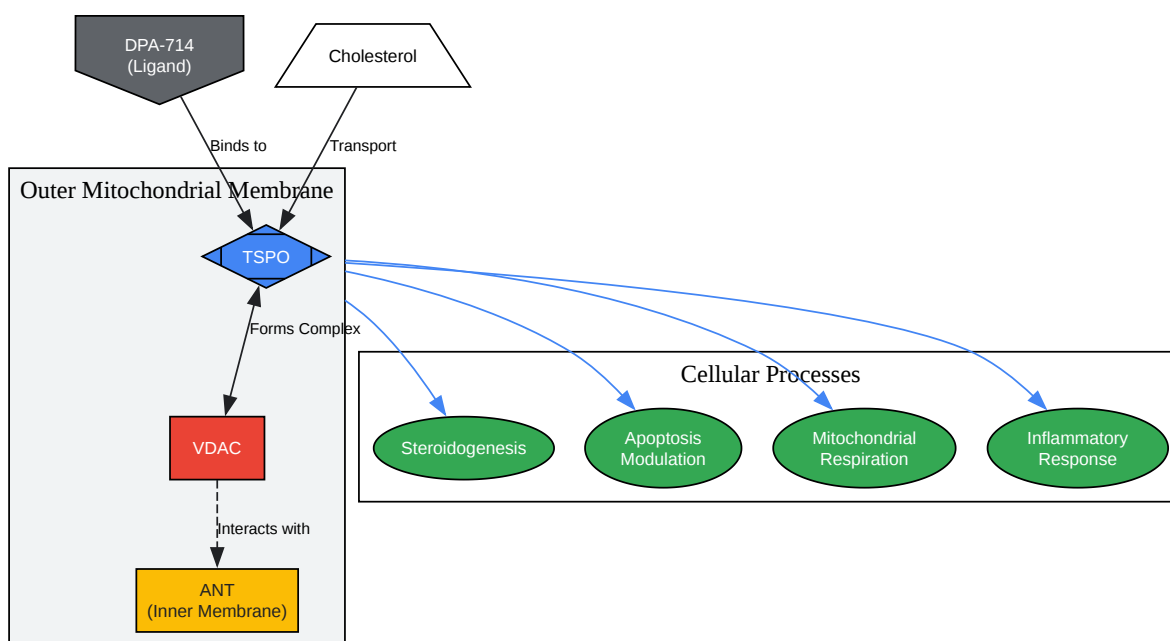 DPA-714
(Ligand)
Cholesterol
Binds to
Transport
Outer Mitochondrial Membrane
TSPO
Forms Complex
Cellular Processes
VDAC
Steroidogenesis
Apoptosis
Modulation
Mitochondrial
Respiration
Inflammatory
Response
Interacts with
ANT
(Inner Membrane)